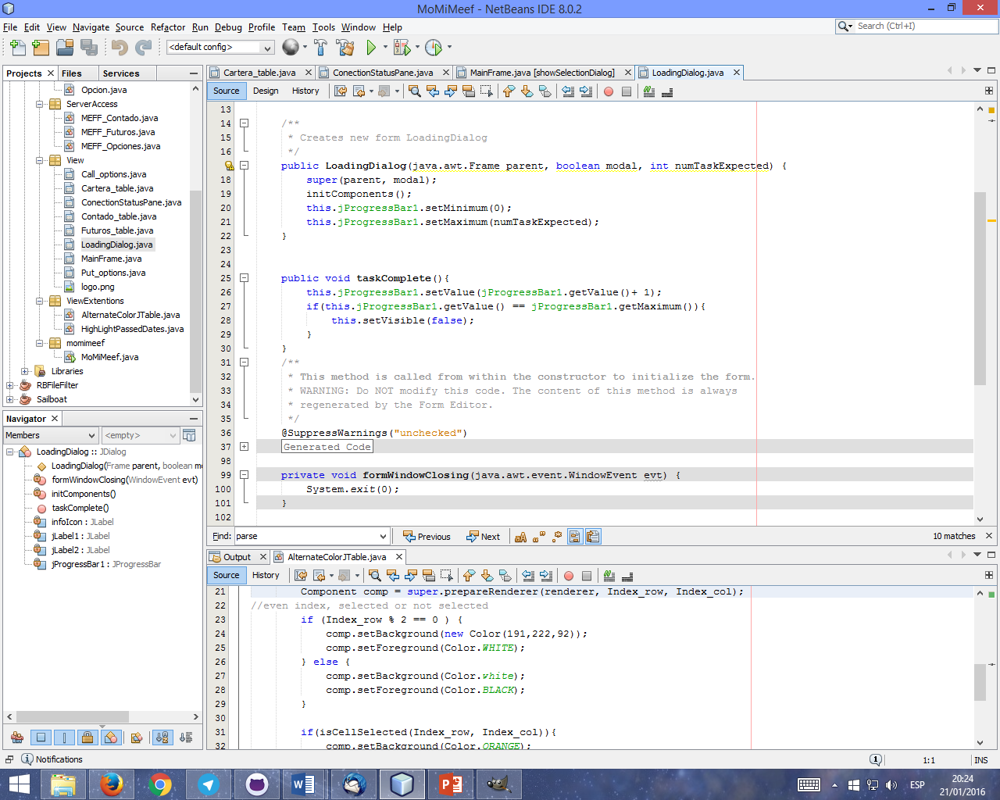 MoMiMeef - NetBeans IDE 8.0.2
File Edit View Navigate Source Refactor Run Debug Profile Team Tools Window Help
Search (Ctrl+I)
<default config>
Projects Files Services
Opcion.java
ServerAccess
MEFF_Contado.java
MEFF_Futuros.java
MEFF_Opciones.java
View
Call_options.java
Cartera_table.java
ConectionStatusPane.java
Contado_table.java
Futuros_table.java
LoadingDialog.java
MainFrame.java
Put_options.java
logo.png
ViewExtentions
AlternateColorJTable.java
HighLightPassedDates.java
momimeef
MoMiMeef.java
Libraries
RBFileFilter
Sailboat
Navigator
Members
<empty>
LoadingDialog :: JDialog
LoadingDialog(Frame parent, boolean m
formWindowClosing(WindowEvent evt)
initComponents()
taskComplete()
infoIcon : JLabel
jLabel1 : JLabel
jLabel2 : JLabel
jProgressBar1 : JProgressBar
Cartera_table.java ConectionStatusPane.java MainFrame.java [showSelectionDialog] LoadingDialog.java
Source Design History
13
14 /**
15 * Creates new form LoadingDialog
16 */
public LoadingDialog(java.awt.Frame parent, boolean modal, int numTaskExpected) {
18 super(parent, modal);
19 initComponents();
20 this.jProgressBar1.setMinimum(0);
21 this.jProgressBar1.setMaximum(numTaskExpected);
22 }
23
24
25 public void taskComplete(){
26 this.jProgressBar1.setValue(jProgressBar1.getValue()+ 1);
27 if(this.jProgressBar1.getValue() == jProgressBar1.getMaximum()){
28 this.setVisible(false);
29 }
30 }
31 /**
32 * This method is called from within the constructor to initialize the form.
33 * WARNING: Do NOT modify this code. The content of this method is always
34 * regenerated by the Form Editor.
35 */
36 @SuppressWarnings("unchecked")
37 Generated Code
98
99 private void formWindowClosing(java.awt.event.WindowEvent evt) {
100 System.exit(0);
101 }
102
Find: parse Previous Next 10 matches
Output AlternateColorJTable.java
Source History
21 Component comp = super.prepareRenderer(renderer, Index_row, Index_col);
22 //even index, selected or not selected
23 if (Index_row % 2 == 0 ) {
24 comp.setBackground(new Color(191,222,92));
25 comp.setForeground(Color.WHITE);
26 } else {
27 comp.setBackground(Color.white);
28 comp.setForeground(Color.BLACK);
29 }
30
31 if(isCellSelected(Index_row, Index_col)){
32 comp.setBackground(Color.ORANGE);
Notifications
1
1:1
INS
ESP
20:24
21/01/2016